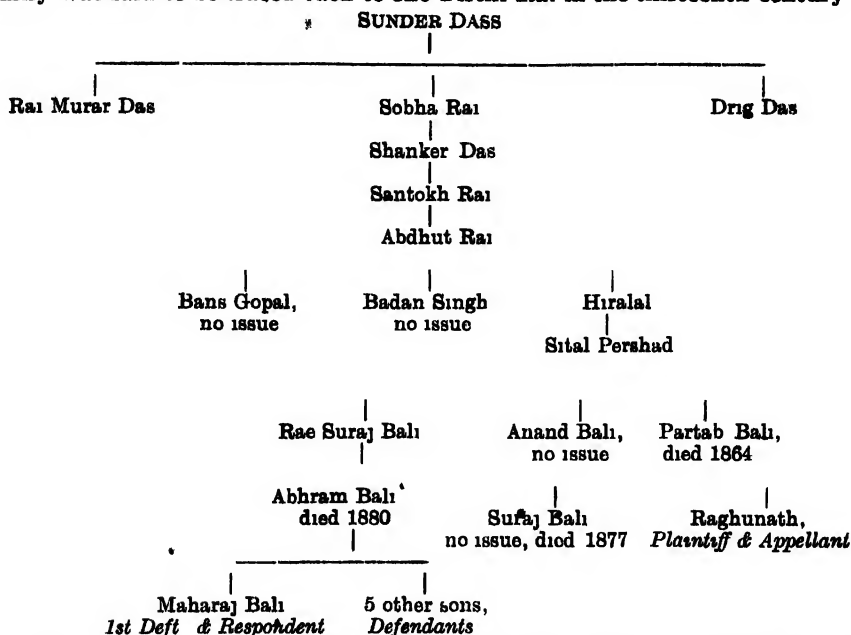 SUNDER DASS
Rai Murar Das Sobha Rai Drig Das
Shanker Das
Santokh Rai
Abdhut Rai
Bans Gopal, Badan Singh Hiralal
no issue no issue
Sital Pershad
Rae Suraj Bali Anand Bali, Partab Bali,
no issue died 1864
Abhram Bali
died 1880 Suraj Bali Raghunath,
no issue, died 1877 Plaintiff & Appellant
Maharaj Bali 5 other sons,
1st Deft & Respondent Defendants